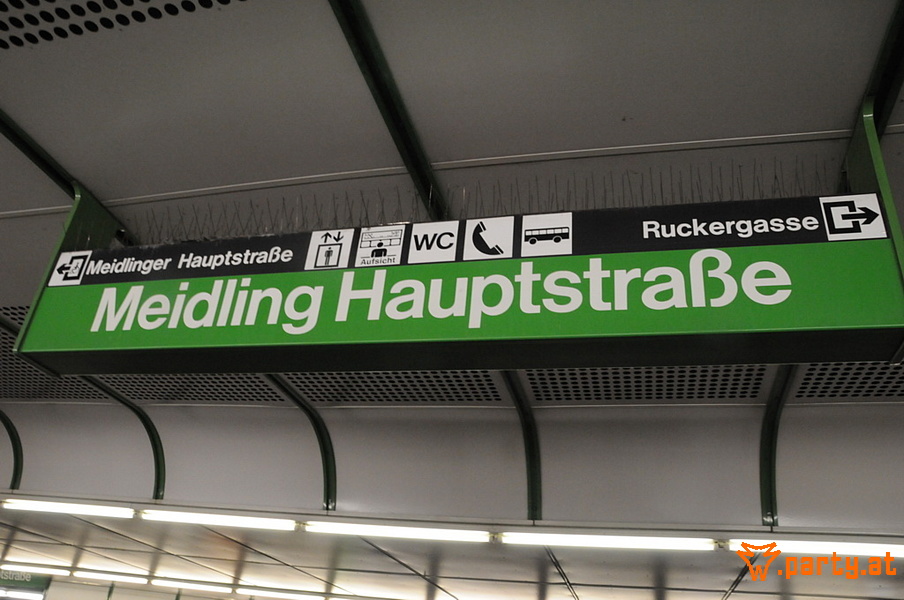 Meidlinger Hauptstraße
Aufsicht
WC
Ruckergasse
Meidling Hauptstraße
party.at